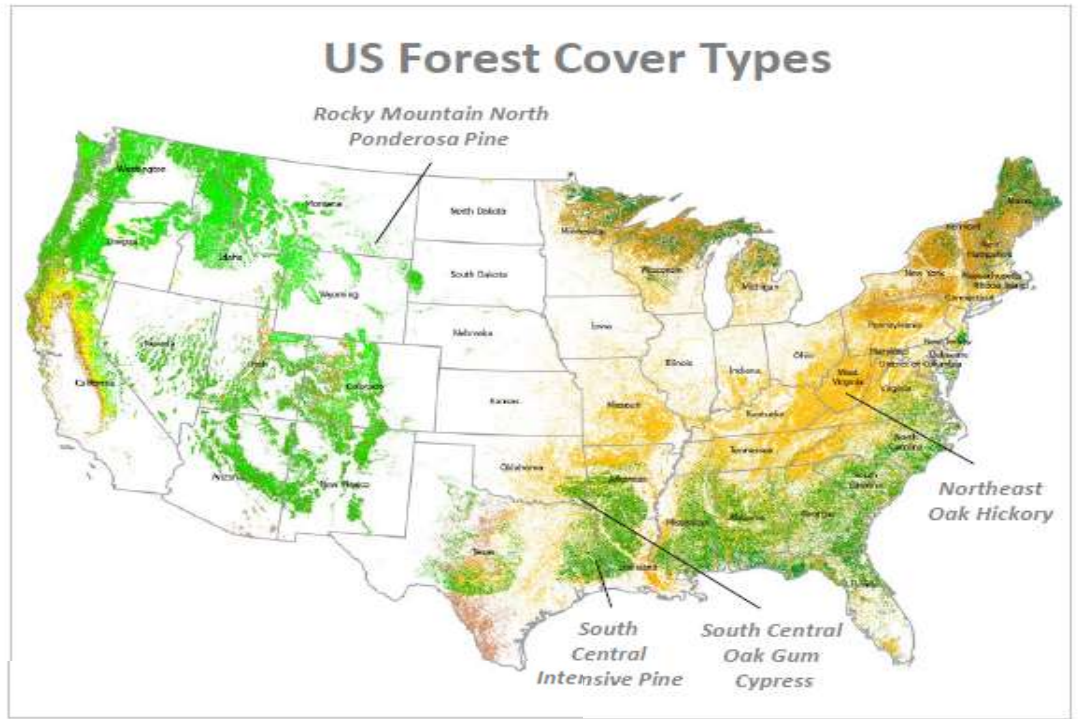 US Forest Cover Types
Rocky Mountain North
Ponderosa Pine
Washington
Montana
North Dakota
Maine
Oregon
Idaho
Minnesota
Vermont
New
Hampshire
South Dakota
Wisconsin
New York
Massachusetts
Rhode Island
Wyoming
Michigan
Connecticut
Iowa
Pennsylvania
Nebraska
Nevada
Utah
Illinois
Indiana
Ohio
New Jersey
Maryland
Delaware
District of Columbia
California
Colorado
West
Virginia
Virginia
Kansas
Missouri
Kentucky
North
Carolina
Tennessee
Oklahoma
Arkansas
South
Carolina
Arizona
New Mexico
Mississippi
Alabama
Georgia
Northeast
Oak Hickory
Texas
Louisiana
Florida
South
Central
Intensive Pine
South Central
Oak Gum
Cypress